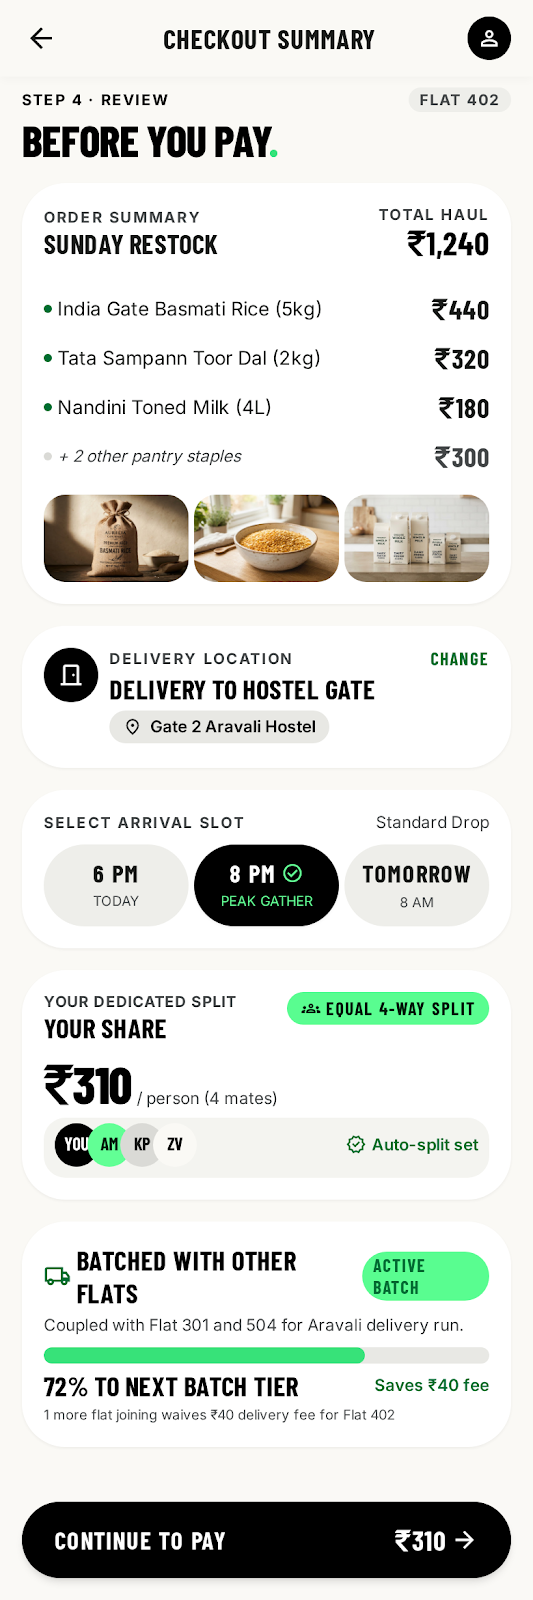 CHECKOUT SUMMARY
STEP 4 · REVIEW
FLAT 402
BEFORE YOU PAY.
ORDER SUMMARY
TOTAL HAUL
SUNDAY RESTOCK
₹1,240
India Gate Basmati Rice (5kg)
₹440
Tata Sampann Toor Dal (2kg)
₹320
Nandini Toned Milk (4L)
₹180
+ 2 other pantry staples
₹300
BASMATI RICE
DELIVERY LOCATION
CHANGE
DELIVERY TO HOSTEL GATE
Gate 2 Aravali Hostel
SELECT ARRIVAL SLOT
Standard Drop
6 PM
TODAY
8 PM
PEAK GATHER
TOMORROW
8 AM
YOUR DEDICATED SPLIT
EQUAL 4-WAY SPLIT
YOUR SHARE
₹310 / person (4 mates)
YOU
AM
KP
ZV
Auto-split set
BATCHED WITH OTHER
FLATS
ACTIVE
BATCH
Coupled with Flat 301 and 504 for Aravali delivery run.
72% TO NEXT BATCH TIER
Saves ₹40 fee
1 more flat joining waives ₹40 delivery fee for Flat 402
CONTINUE TO PAY
₹310